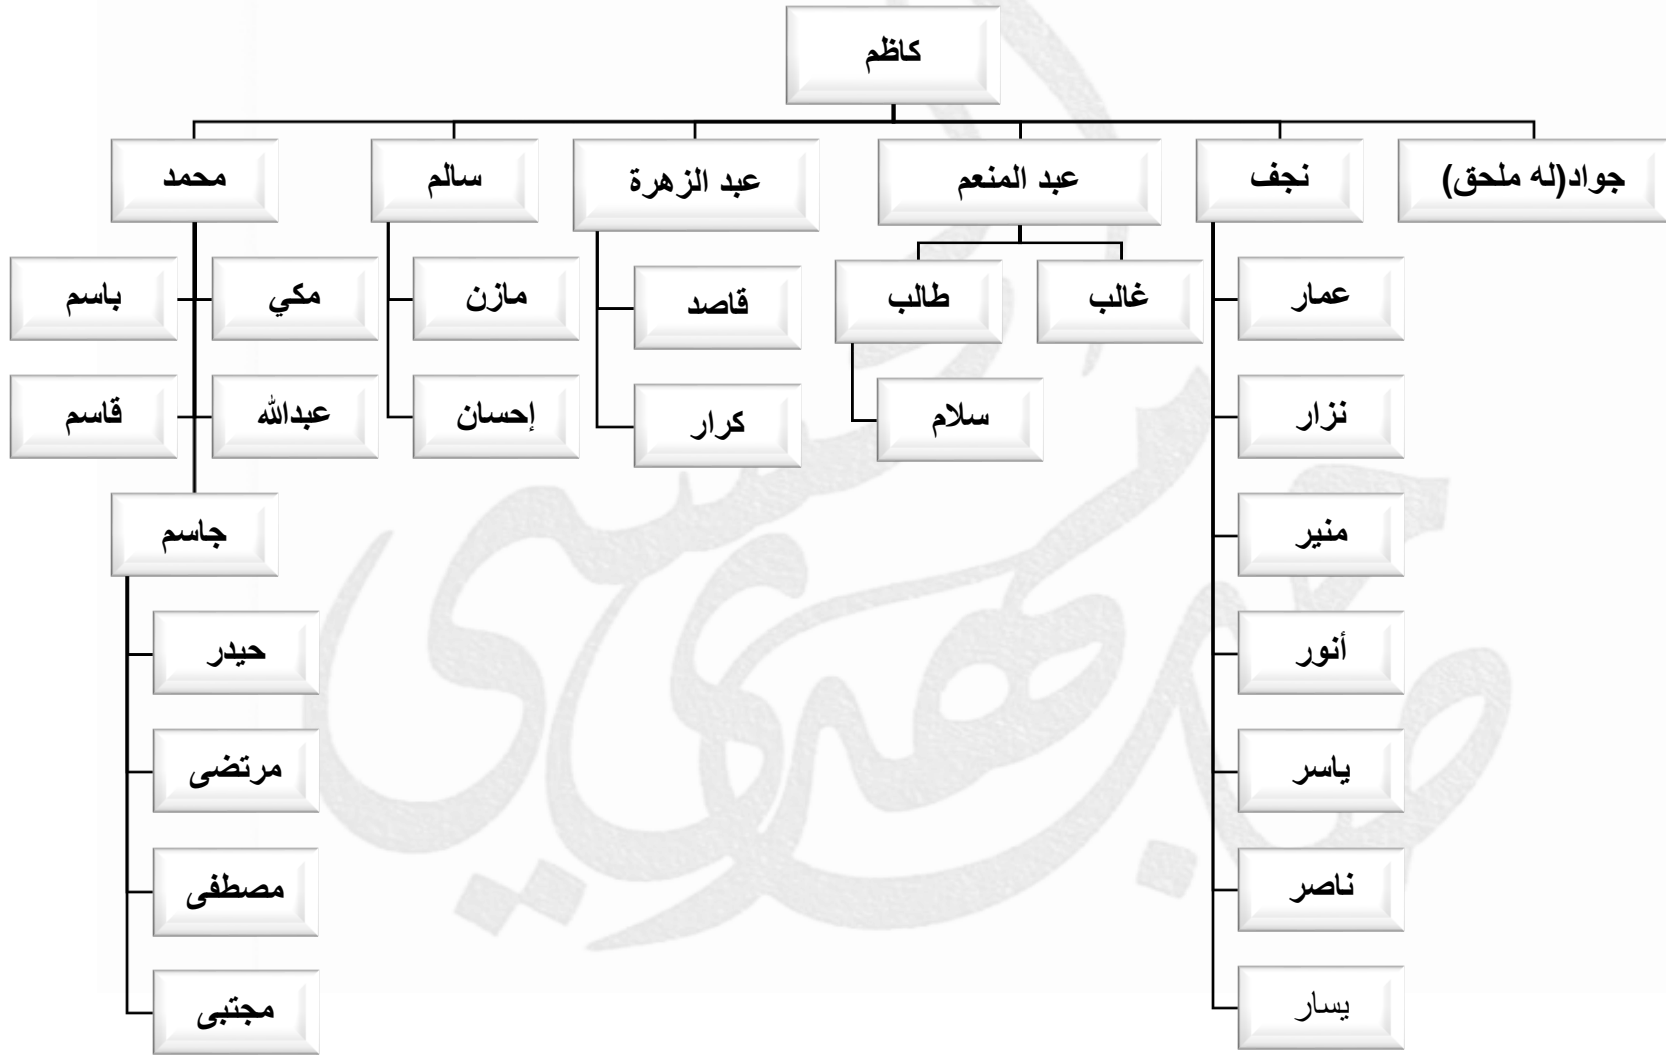 كاظم
جواد(له ملحق)
نجف
عبد المنعم
عبد الزهرة
سالم
محمد
عمار
نزار
منير
أنور
ياسر
ناصر
يسار
غالب
طالب
سلام
قاصد
كرار
مازن
إحسان
مكي
باسم
عبدالله
قاسم
جاسم
حيدر
مرتضى
مصطفى
مجتبى